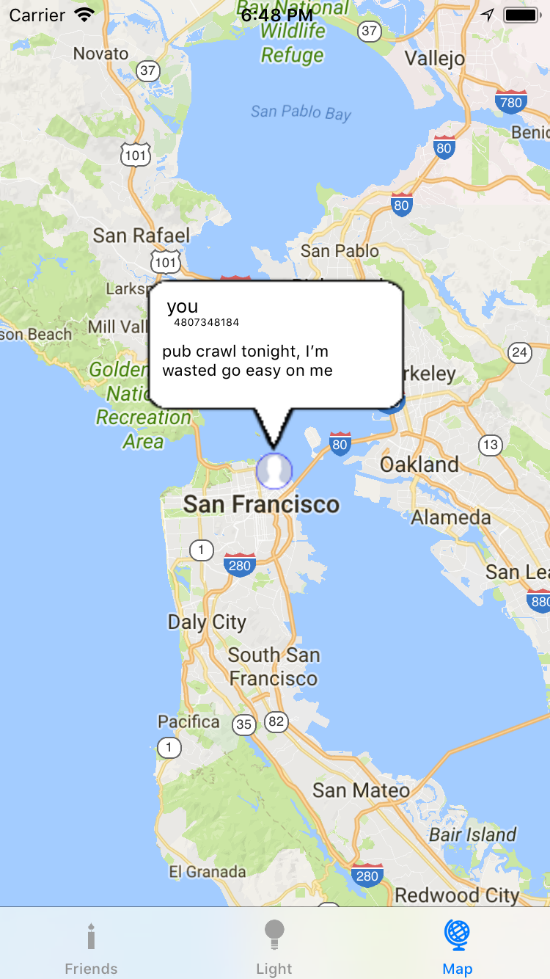 Carrier 6:48 PM
Bay National
Wildlife
Refuge
37
Novato
Vallejo
37
780
San Pablo Bay
Benic
80
101
80
San Rafael
San Pablo
101
Larksp
you
4807348184
Mill Vall
son Beach
pub crawl tonight, I'm
wasted go easy on me
24
Golden
Natio
Recreation
Area
rkeley
80
13
Oakland
San Francisco
Alameda
1
280
San Lea
880
Daly City
South San
Francisco
Pacifica
35
82
1
San Mateo
Bair Island
El Granada
280
Redwood City
Friends
Light
Map